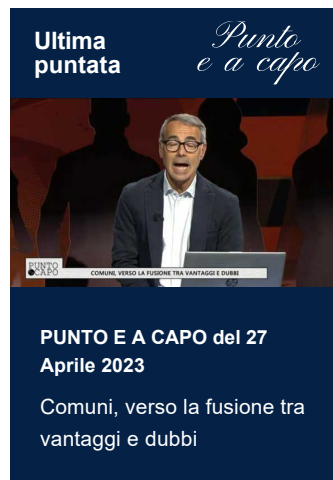 Ultima
puntata
Punto
e a capo
PUNTO
CAPO
COMUNI, VERSO LA FUSIONE TRA VANTAGGI E DUBBI
PUNTO E A CAPO del 27
Aprile 2023
Comuni, verso la fusione tra
vantaggi e dubbi